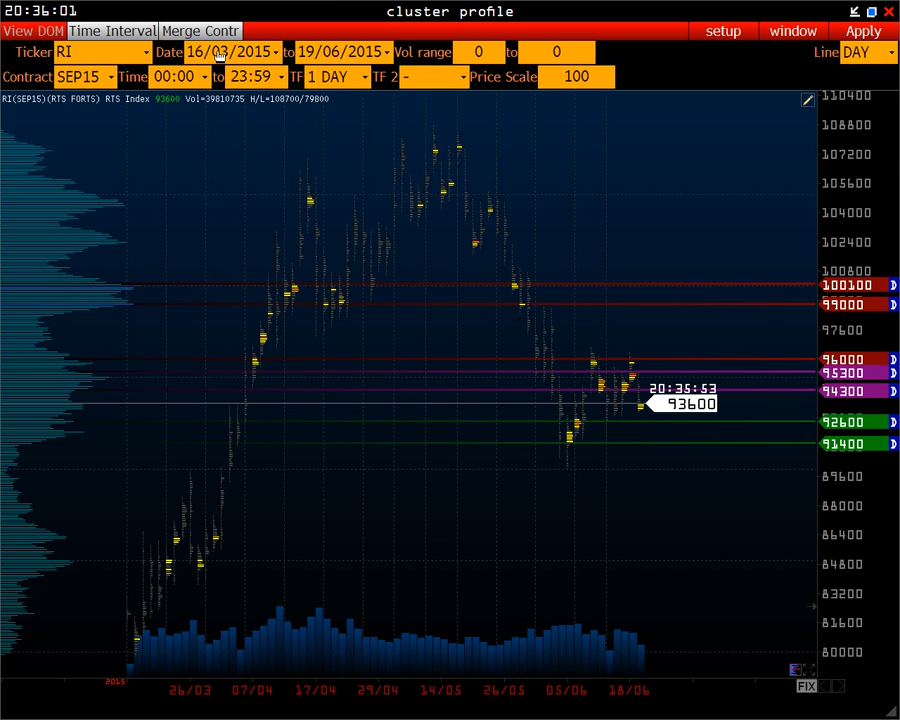 20:36:01 cluster profile
View DOM Time Interval Merge Contr setup window Apply
Ticker RI Date 16/03/2015 to 19/06/2015 Vol range 0 to 0 Line DAY
Contract SEP15 Time 00:00 to 23:59 TF 1 DAY TF 2 - Price Scale 100
RI(SEP15)(RTS FORTS) RTS Index 93600 Vol=39810735 H/L=108700/79800
110400
108800
107200
105600
104000
102400
100800
100100 D
99000 D
97600
96000 D
95300 D
20:35:53
94300 D
93600
92600 D
91400 D
89600
88000
86400
84800
83200
81600
80000
2015
26/03 07/04 17/04 29/04 14/05 26/05 05/06 18/06
FIX